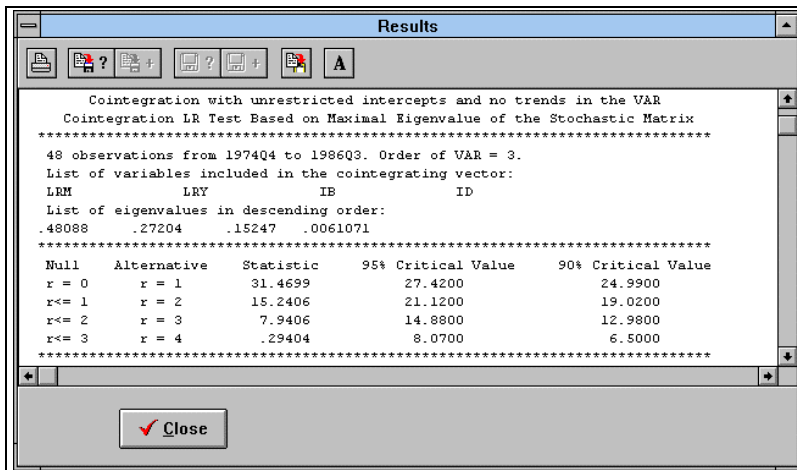 Results
? + ? + A
Cointegration with unrestricted intercepts and no trends in the VAR
Cointegration LR Test Based on Maximal Eigenvalue of the Stochastic Matrix
*******************************************************************************
48 observations from 1974Q4 to 1986Q3. Order of VAR = 3.
List of variables included in the cointegrating vector:
LRM LRY IB ID
List of eigenvalues in descending order:
.48088 .27204 .15247 .0061071
*******************************************************************************
Null Alternative Statistic 95% Critical Value 90% Critical Value
r = 0 r = 1 31.4699 27.4200 24.9900
r<= 1 r = 2 15.2406 21.1200 19.0200
r<= 2 r = 3 7.9406 14.8800 12.9800
r<= 3 r = 4 .29404 8.0700 6.5000
*******************************************************************************
Close